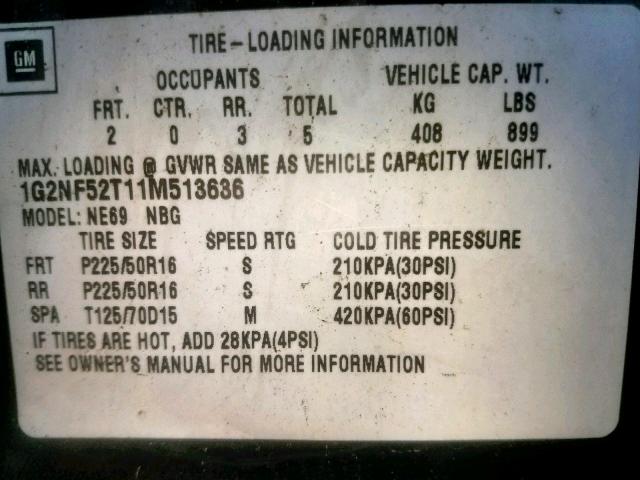 GM
TIRE-LOADING INFORMATION
OCCUPANTS VEHICLE CAP. WT.
FRT. CTR. RR. TOTAL KG LBS
2 0 3 5 408 899
MAX. LOADING @ GVWR SAME AS VEHICLE CAPACITY WEIGHT.
1G2NF52T11M513636
MODEL: NE69 NBG
TIRE SIZE SPEED RTG COLD TIRE PRESSURE
FRT P225/50R16 S 210KPA(30PSI)
RR P225/50R16 S 210KPA(30PSI)
SPA T125/70D15 M 420KPA(60PSI)
IF TIRES ARE HOT, ADD 28KPA(4PSI)
SEE OWNER'S MANUAL FOR MORE INFORMATION